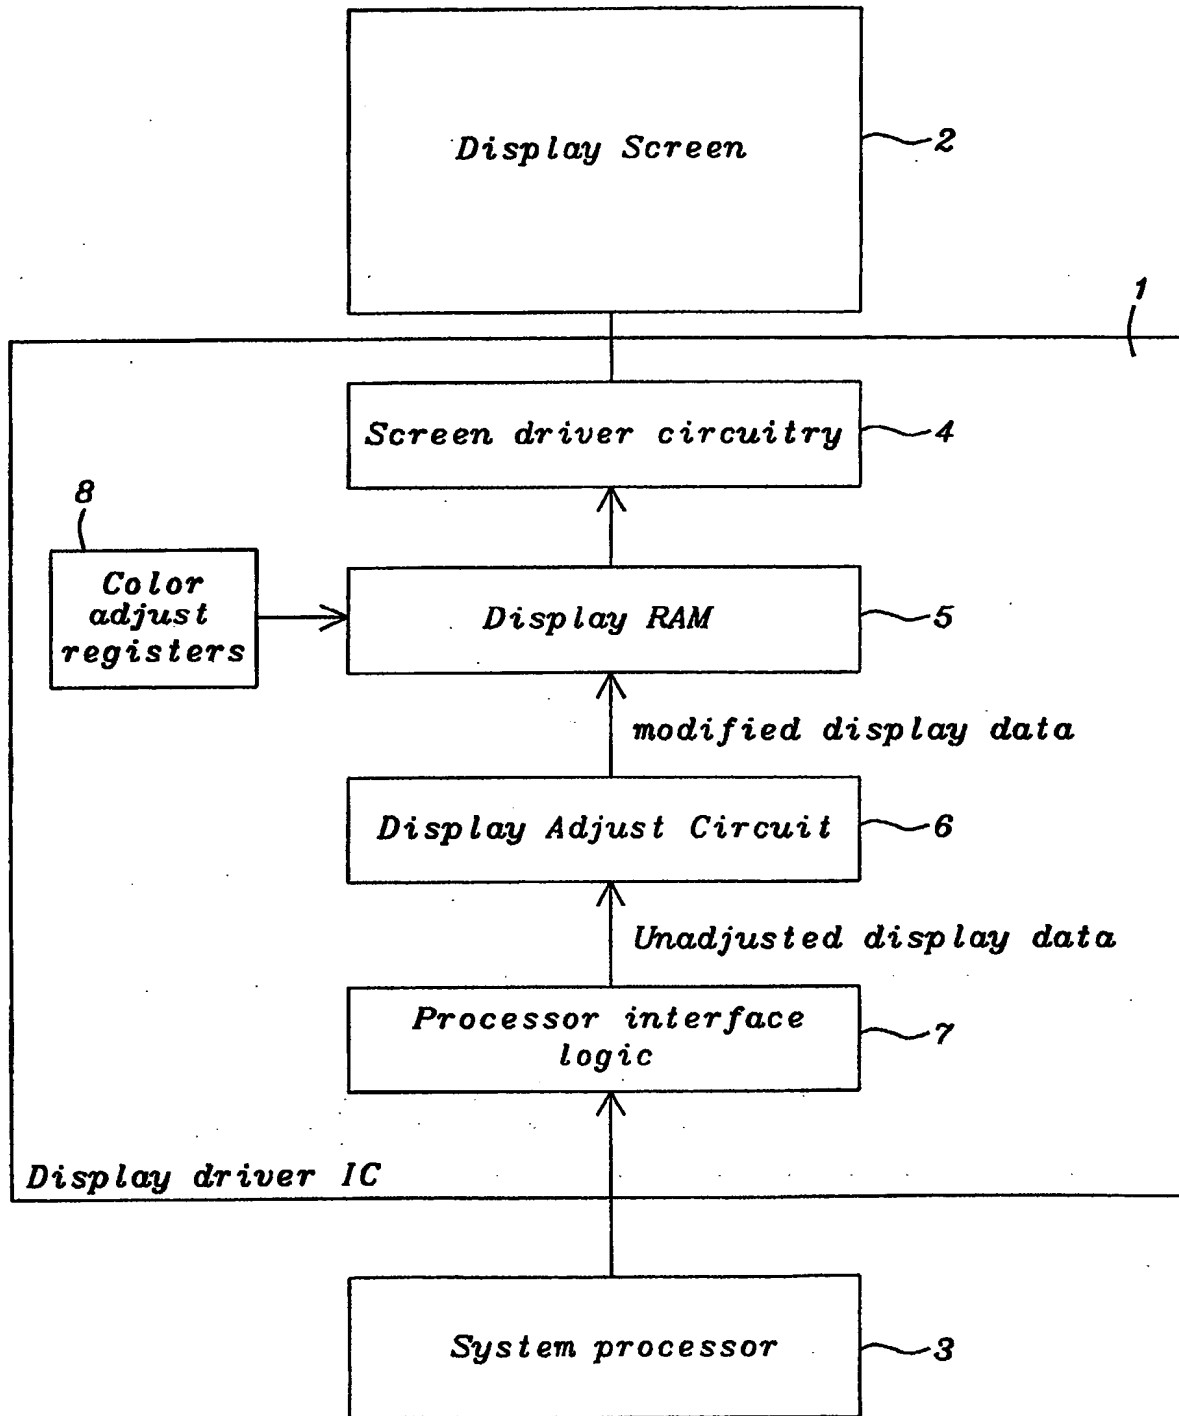 Display Screen
2
1
Screen driver circuitry
4
8
Color
adjust
registers
Display RAM
5
modified display data
Display Adjust Circuit
6
Unadjusted display data
Processor interface
logic
7
Display driver IC
System processor
3